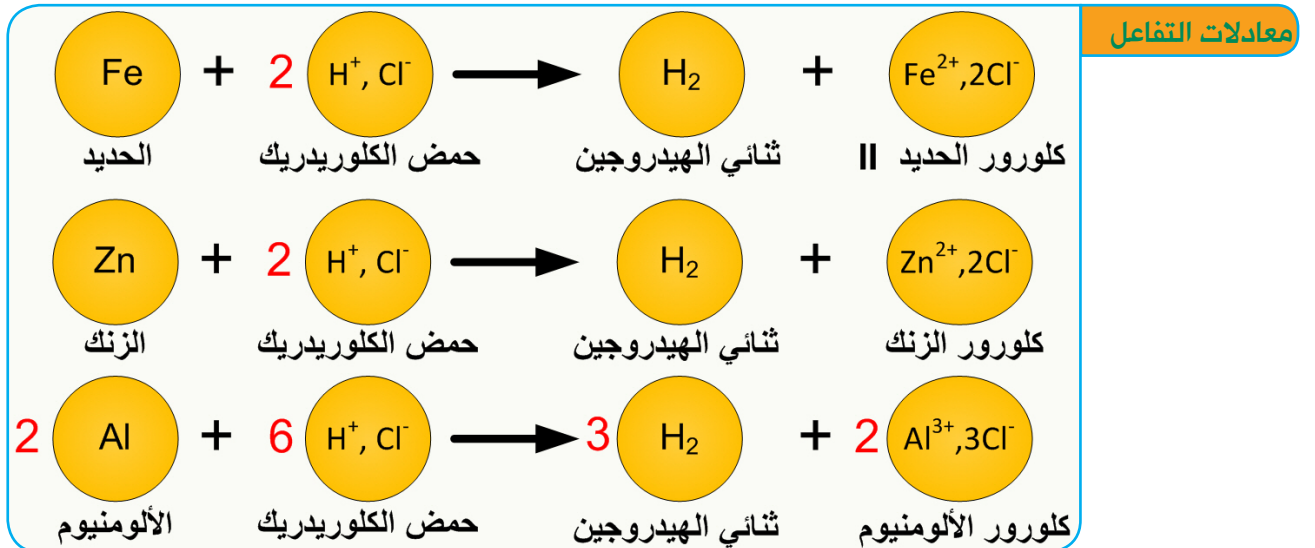 معادلات التفاعل
Fe + 2 H⁺, Cl⁻ → H₂ + Fe²⁺,2Cl⁻
الحديد حمض الكلوريدريك ثنائي الهيدروجين كلورور الحديد II
Zn + 2 H⁺, Cl⁻ → H₂ + Zn²⁺,2Cl⁻
الزنك حمض الكلوريدريك ثنائي الهيدروجين كلورور الزنك
2 Al + 6 H⁺, Cl⁻ → 3 H₂ + 2 Al³⁺,3Cl⁻
الألومنيوم حمض الكلوريدريك ثنائي الهيدروجين كلورور الألومنيوم